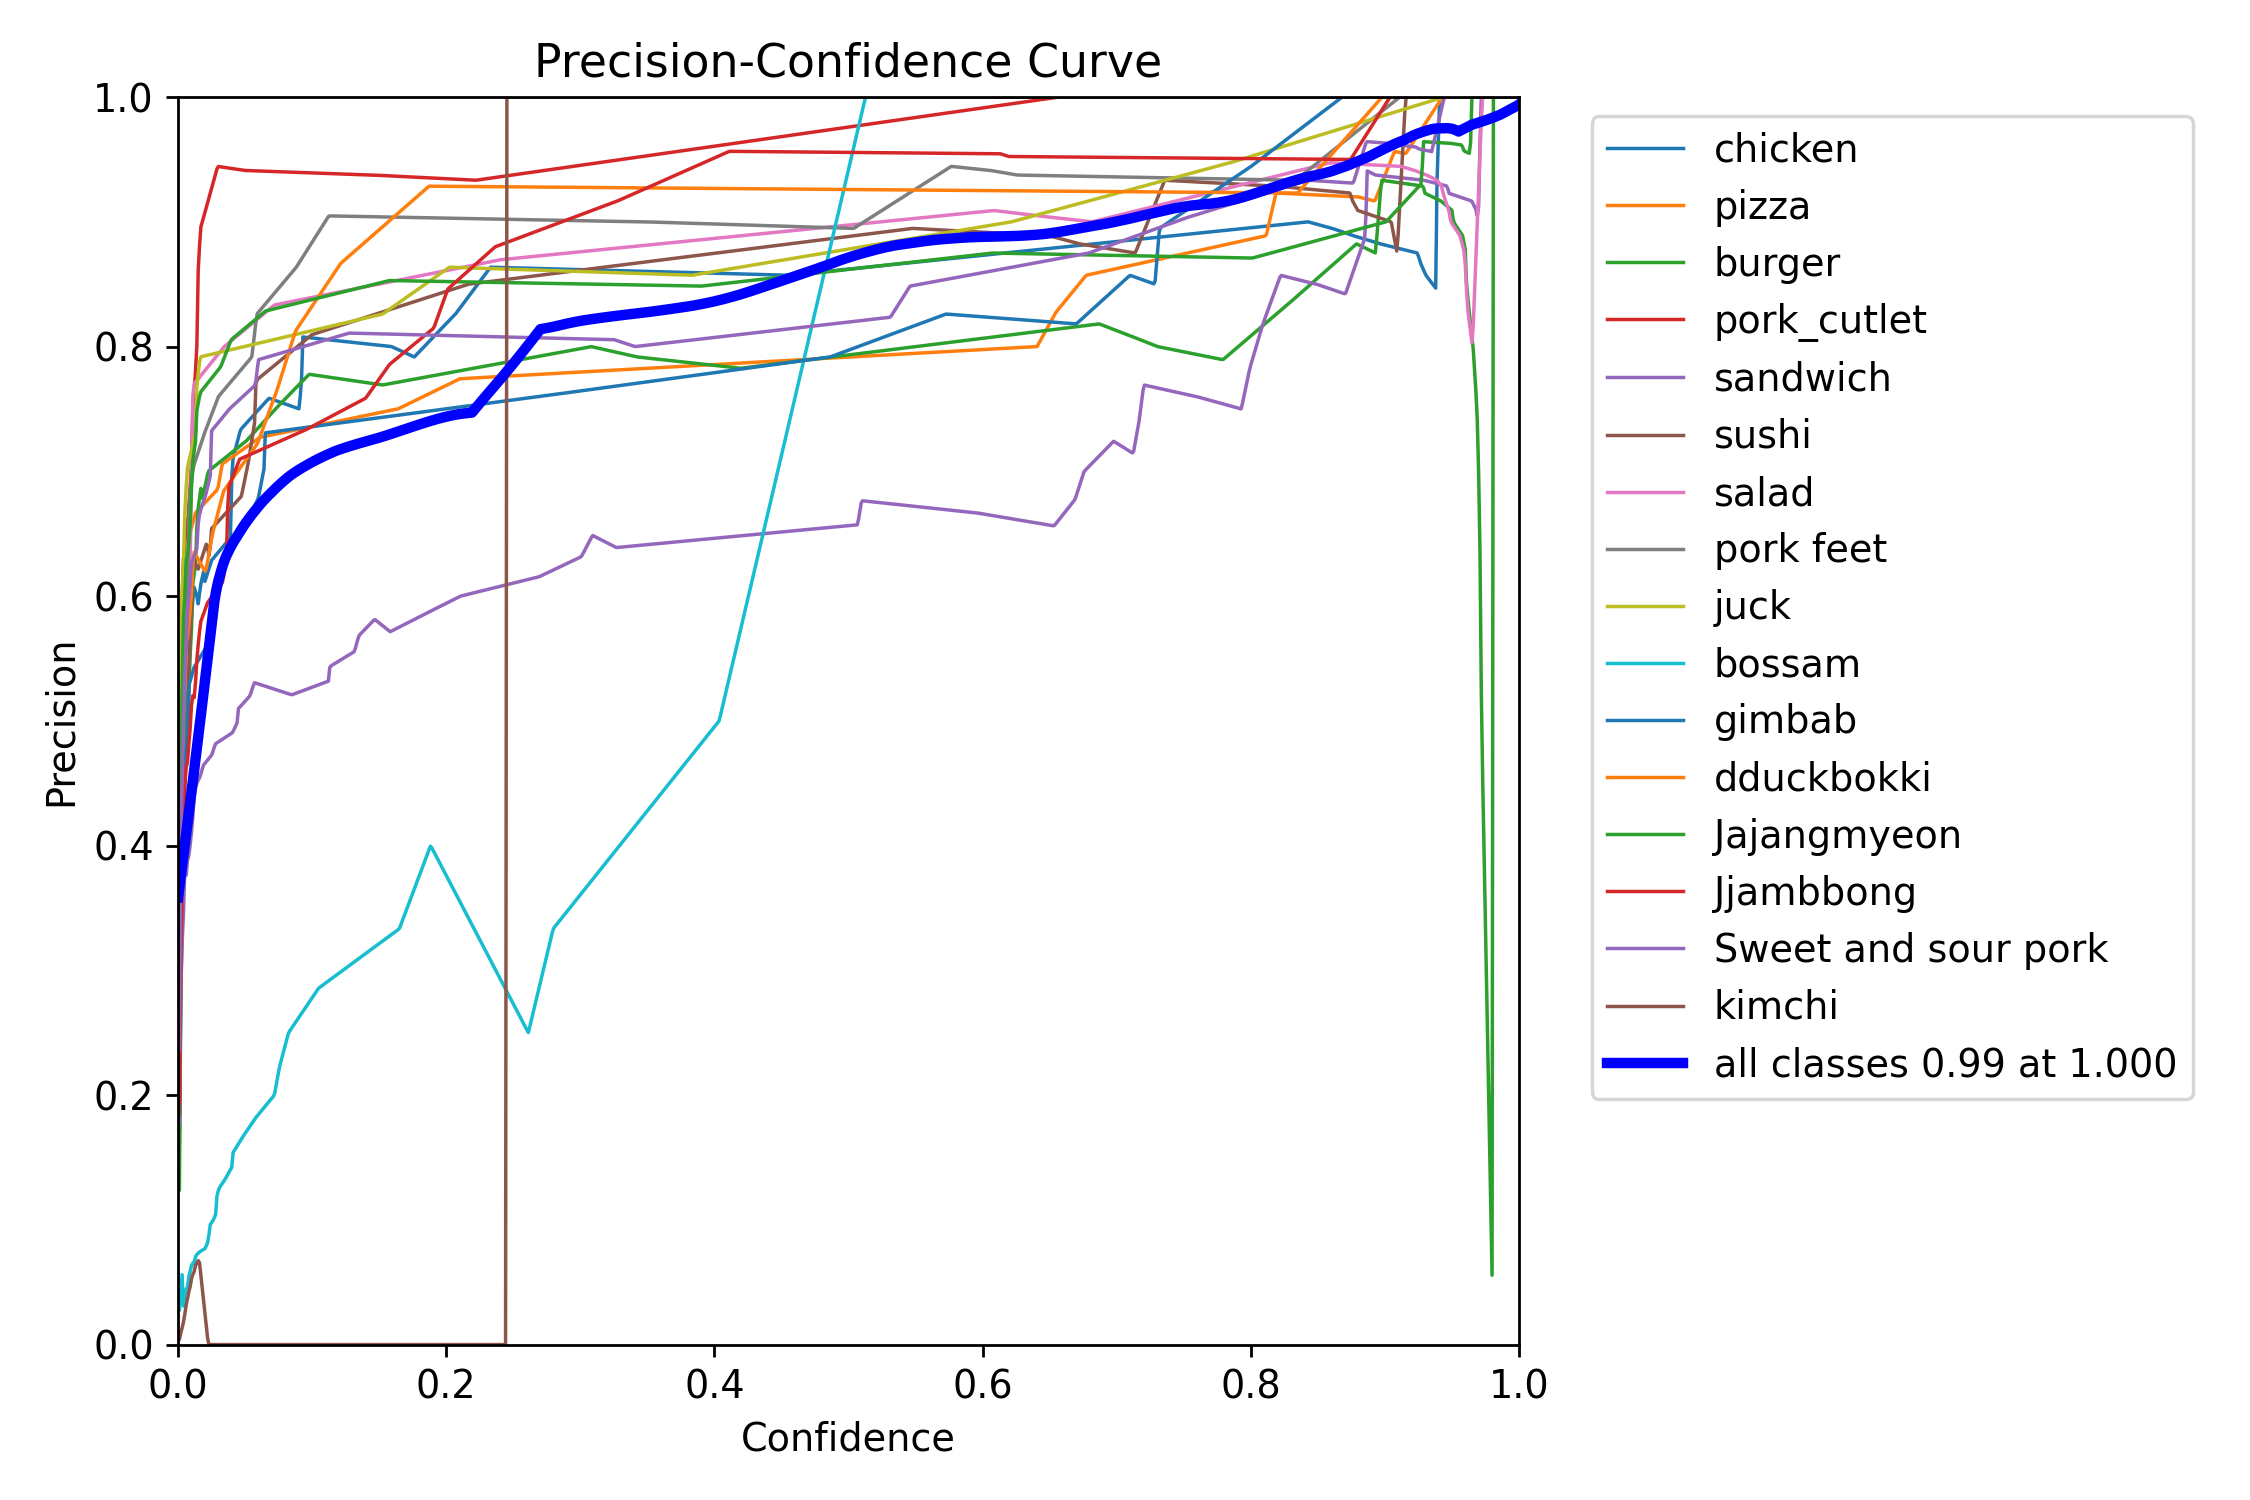 Precision-Confidence Curve
1.0
0.8
0.6
0.4
0.2
0.0
Precision
0.0 0.2 0.4 0.6 0.8 1.0
Confidence
chicken
pizza
burger
pork_cutlet
sandwich
sushi
salad
pork feet
juck
bossam
gimbab
dduckbokki
Jajangmyeon
Jjambbong
Sweet and sour pork
kimchi
all classes 0.99 at 1.000